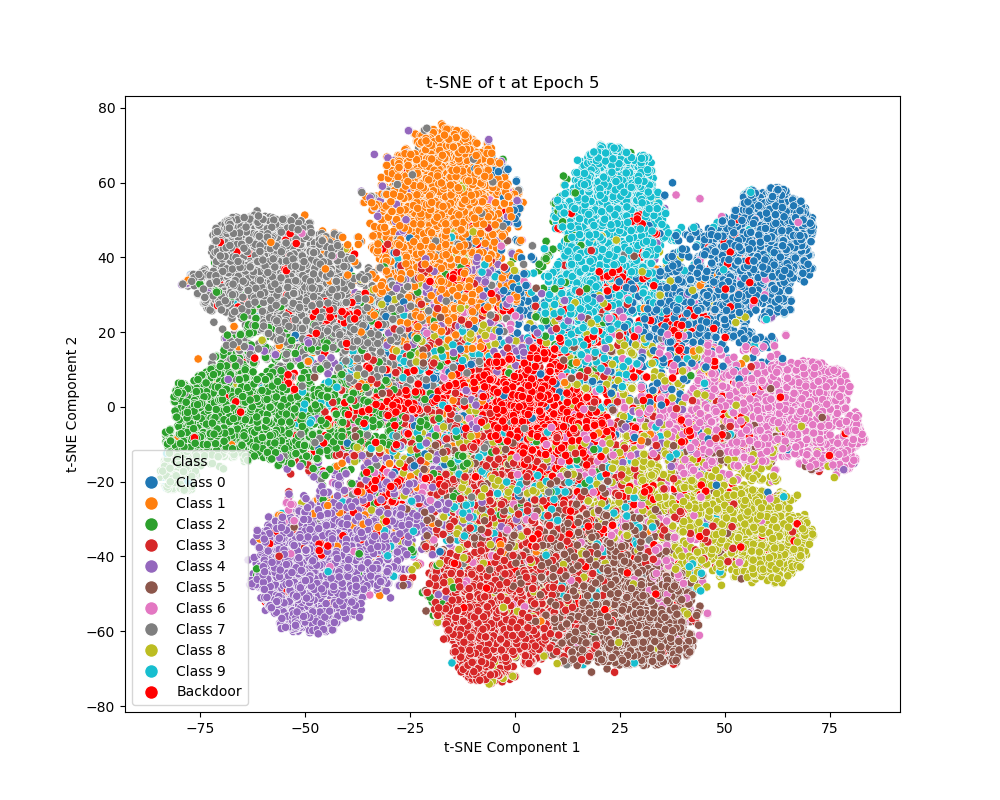 t-SNE of t at Epoch 5
80
60
40
20
0
−20
−40
−60
−80
t-SNE Component 2
Class
Class 0
Class 1
Class 2
Class 3
Class 4
Class 5
Class 6
Class 7
Class 8
Class 9
Backdoor
−75 −50 −25 0 25 50 75
t-SNE Component 1